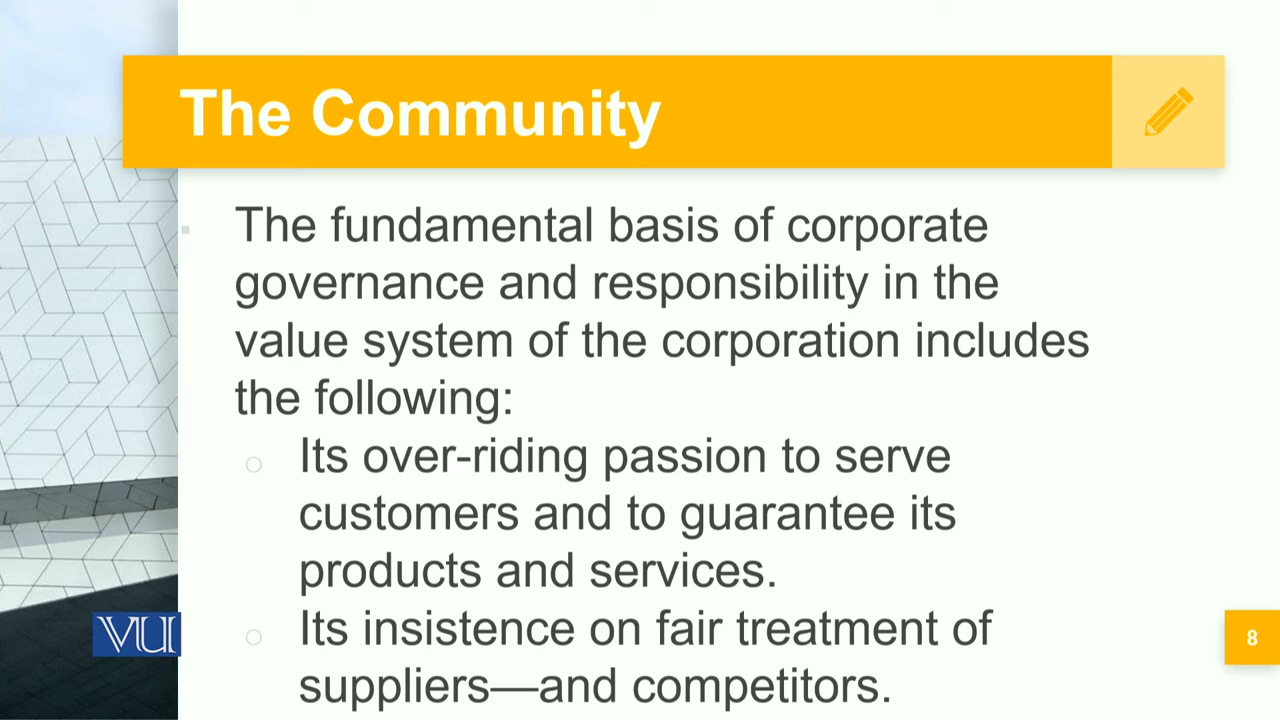 The Community
The fundamental basis of corporate
governance and responsibility in the
value system of the corporation includes
the following:
Its over-riding passion to serve
customers and to guarantee its
products and services.
Its insistence on fair treatment of
suppliers—and competitors.
VU
8